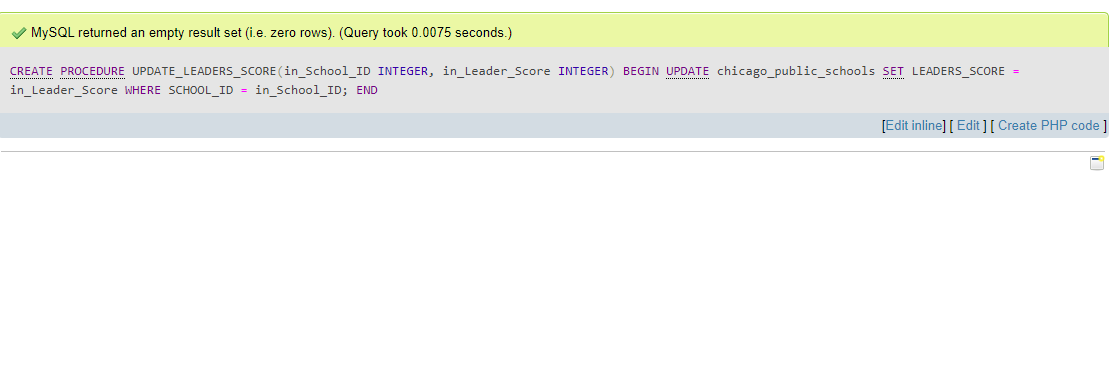 MySQL returned an empty result set (i.e. zero rows). (Query took 0.0075 seconds.)
CREATE PROCEDURE UPDATE_LEADERS_SCORE(in_School_ID INTEGER, in_Leader_Score INTEGER) BEGIN UPDATE chicago_public_schools SET LEADERS_SCORE =
in_Leader_Score WHERE SCHOOL_ID = in_School_ID; END
[Edit inline] [ Edit ] [ Create PHP code ]